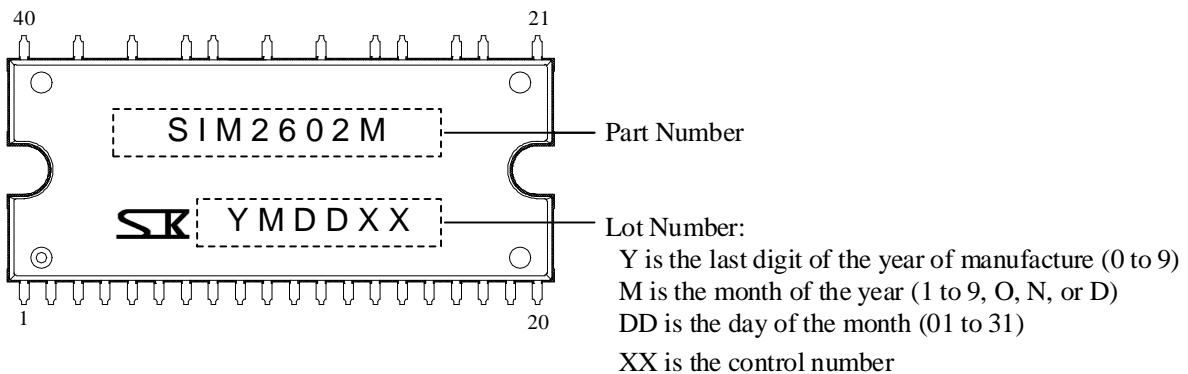 40 21
SIM2602M
Part Number
SK YMDDXX
Lot Number:
Y is the last digit of the year of manufacture (0 to 9)
M is the month of the year (1 to 9, O, N, or D)
DD is the day of the month (01 to 31)
XX is the control number
1 20